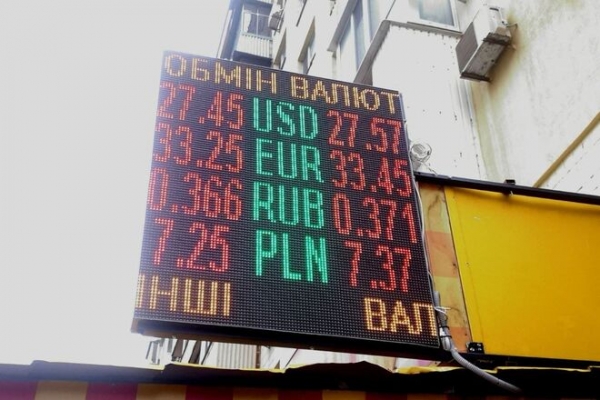 ОБМІН ВАЛЮТ
27.45 USD 27.57
33.25 EUR 33.45
0.366 RUB 0.371
7.25 PLN 7.37
ІНШІ ВАЛ